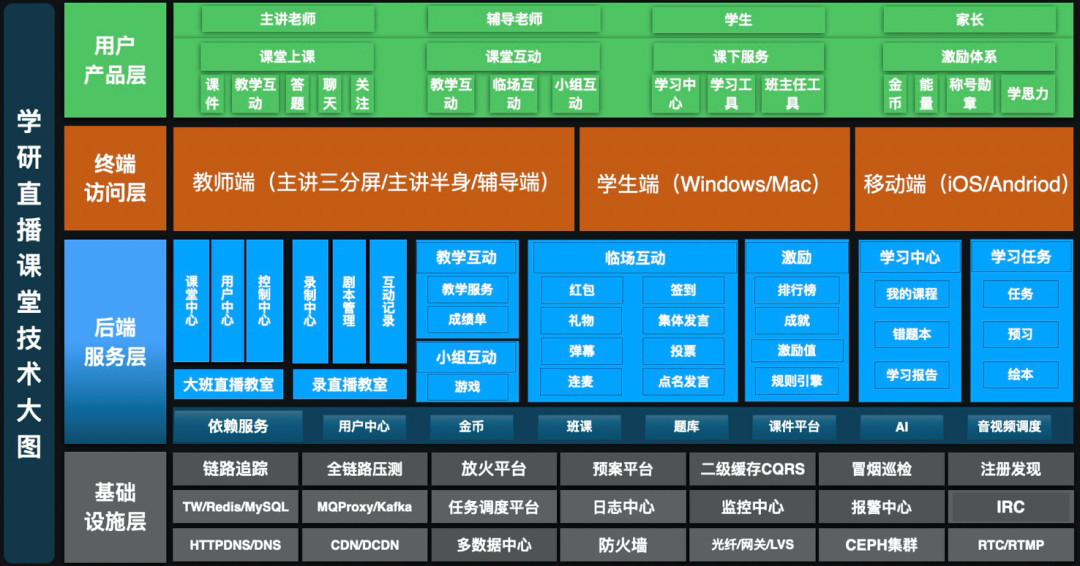 学研直播课堂技术大图
用户
产品层
主讲老师
辅导老师
学生
家长
课堂上课
课堂互动
课下服务
激励体系
课件
教学互动
答题
聊天
关注
教学互动
临场互动
小组互动
学习中心
学习工具
班主任工具
金币
能量
称号勋章
学思力
终端
访问层
教师端（主讲三分屏/主讲半身/辅导端）
学生端（Windows/Mac）
移动端（iOS/Andriod）
后端
服务层
课堂中心
用户中心
控制中心
大班直播教室
录制中心
剧本管理
互动记录
录直播教室
教学互动
教学服务
成绩单
小组互动
游戏
临场互动
红包
签到
礼物
集体发言
弹幕
投票
连麦
点名发言
激励
排行榜
成就
激励值
规则引擎
学习中心
我的课程
错题本
学习报告
学习任务
任务
预习
绘本
依赖服务
用户中心
金币
班课
题库
课件平台
AI
音视频调度
基础
设施层
链路追踪
全链路压测
放火平台
预案平台
二级缓存CQRS
冒烟巡检
注册发现
TW/Redis/MySQL
MQProxy/Kafka
任务调度平台
日志中心
监控中心
报警中心
IRC
HTTPDNS/DNS
CDN/DCDN
多数据中心
防火墙
光纤/网关/LVS
CEPH集群
RTC/RTMP